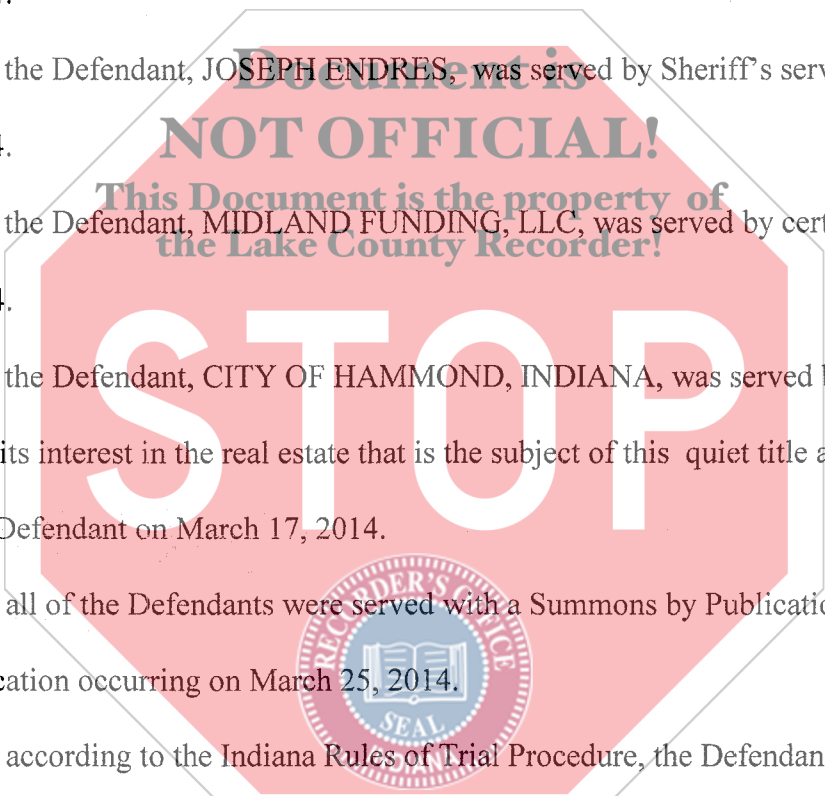 the Defendant, JOSEPH ENDRES, was served by Sheriff's serv
4.
the Defendant, MIDLAND FUNDING, LLC, was served by cert
4.
the Defendant, CITY OF HAMMOND, INDIANA, was served b
its interest in the real estate that is the subject of this quiet title a
Defendant on March 17, 2014.
all of the Defendants were served with a Summons by Publicatio
cation occurring on March 25, 2014.
according to the Indiana Rules of Trial Procedure, the Defendan
Document is
NOT OFFICIAL!
This Document is the property of
the Lake County Recorder!
STOP
RECORDER'S OFFICE
SEAL
INDIANA